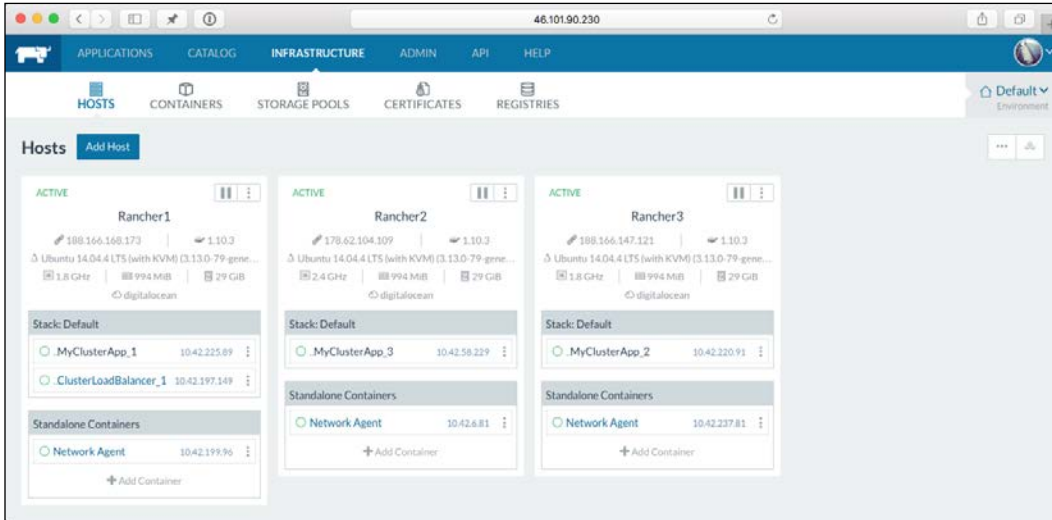 46.101.90.230
APPLICATIONS CATALOG INFRASTRUCTURE ADMIN API HELP
HOSTS CONTAINERS STORAGE POOLS CERTIFICATES REGISTRIES
Default
Environment
Hosts Add Host
ACTIVE
Rancher1
188.166.168.173 1.10.3
Ubuntu 14.04.4 LTS (with KVM) (3.13.0-79-gene...
1.8 GHz 994 MiB 29 GiB
digitalocean
Stack: Default
..MyClusterApp_1 10.42.225.89
..ClusterLoadBalancer_1 10.42.197.149
Standalone Containers
Network Agent 10.42.199.96
Add Container
ACTIVE
Rancher2
178.62.104.109 1.10.3
Ubuntu 14.04.4 LTS (with KVM) (3.13.0-79-gene...
2.4 GHz 994 MiB 29 GiB
digitalocean
Stack: Default
..MyClusterApp_3 10.42.58.229
Standalone Containers
Network Agent 10.42.6.81
Add Container
ACTIVE
Rancher3
188.166.147.121 1.10.3
Ubuntu 14.04.4 LTS (with KVM) (3.13.0-79-gene...
1.8 GHz 994 MiB 29 GiB
digitalocean
Stack: Default
..MyClusterApp_2 10.42.220.91
Standalone Containers
Network Agent 10.42.237.81
Add Container